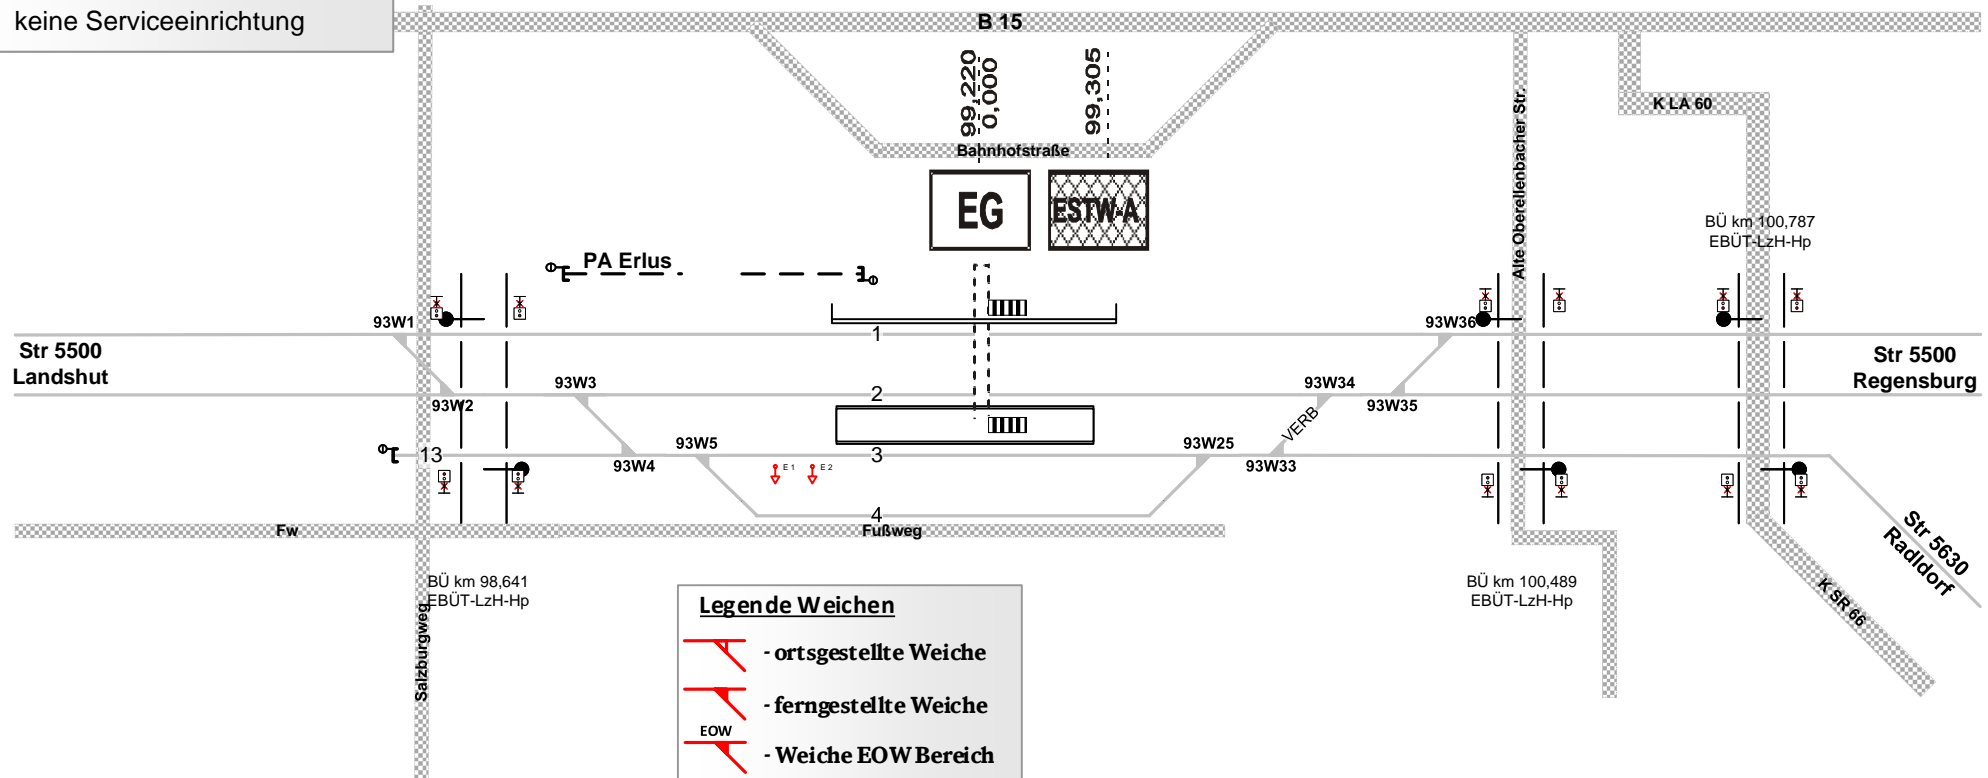 keine Serviceeinrichtung
B 15
99,220
0,000
99,305
K LA 60
Bahnhofstraße
Alte Oberellenbacher Str.
EG
ESTW-A
BÜ km 100,787
EBÜT-LzH-Hp
PA Erlus
93W1
1
93W36
Str 5500
Landshut
Str 5500
Regensburg
93W3
93W34
93W2
2
93W35
VERB
93W5
93W25
13
3
93W4
93W33
E 1
E 2
4
Fw
Fußweg
Str 5630
Radldorf
BÜ km 98,641
EBÜT-LzH-Hp
Salzburgweg
BÜ km 100,489
EBÜT-LzH-Hp
K SR 66
Legende Weichen
- ortsgestellte Weiche
- ferngestellte Weiche
EOW
- Weiche EOW Bereich